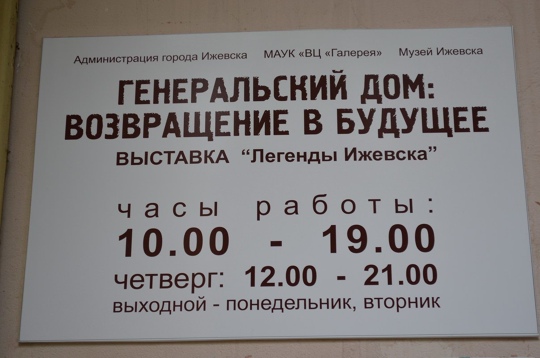 Администрация города Ижевска МАУК «ВЦ «Галерея» Музей Ижевска
ГЕНЕРАЛЬСКИЙ ДОМ:
ВОЗВРАЩЕНИЕ В БУДУЩЕЕ
ВЫСТАВКА “Легенды Ижевска”
часы работы:
10.00 - 19.00
четверг: 12.00 - 21.00
выходной - понедельник, вторник